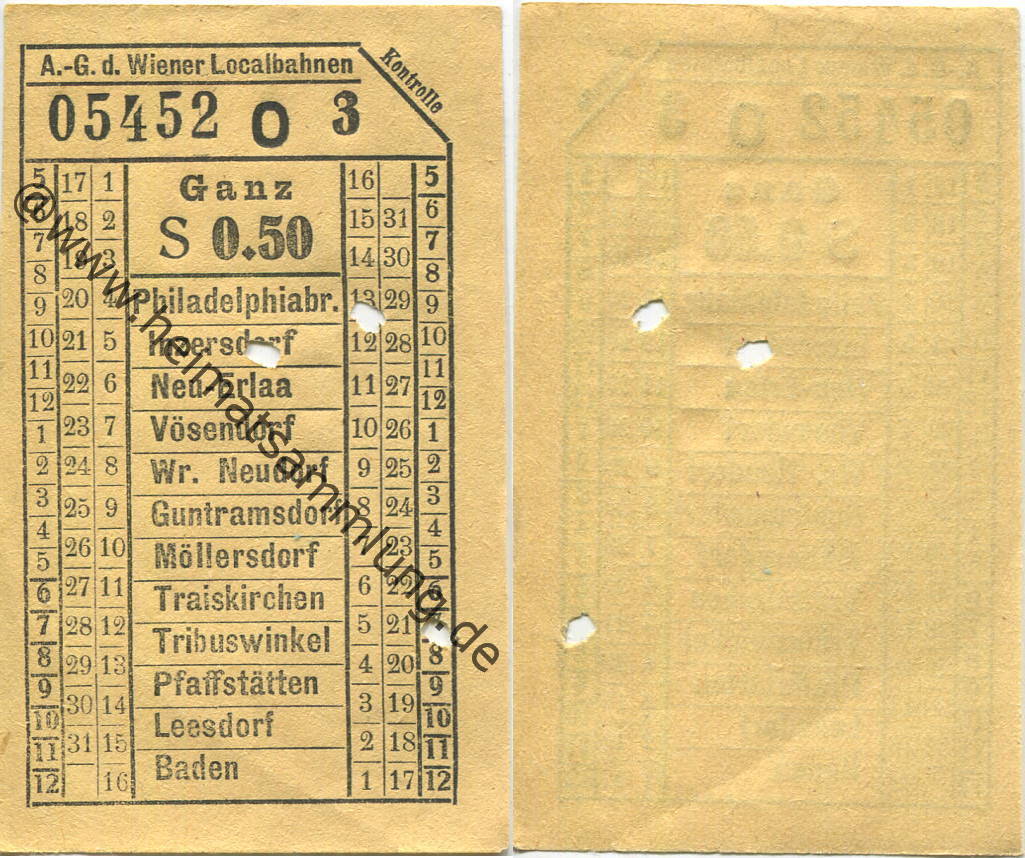 A.-G. d. Wiener Localbahnen
Kontrolle
05452 O 3
Ganz
S 0.50
Philadelphiabr.
Inzersdorf
Neu-Erlaa
Vösendorf
Wr. Neudorf
Guntramsdorf
Möllersdorf
Traiskirchen
Tribuswinkel
Pfaffstätten
Leesdorf
Baden
5 6 7 8 9 10 11 12 1 2 3 4 5 6 7 8 9 10 11 12
17 18 19 20 21 22 23 24 25 26 27 28 29 30 31
1 2 3 4 5 6 7 8 9 10 11 12 13 14 15 16
16 15 14 13 12 11 10 9 8 6 5 4 3 2 1
31 30 29 28 27 26 25 24 23 22 21 20 19 18 17
5 6 7 8 9 10 11 12 1 2 3 4 5 6 7 8 9 10 11 12
@www.heimatsammlung.de